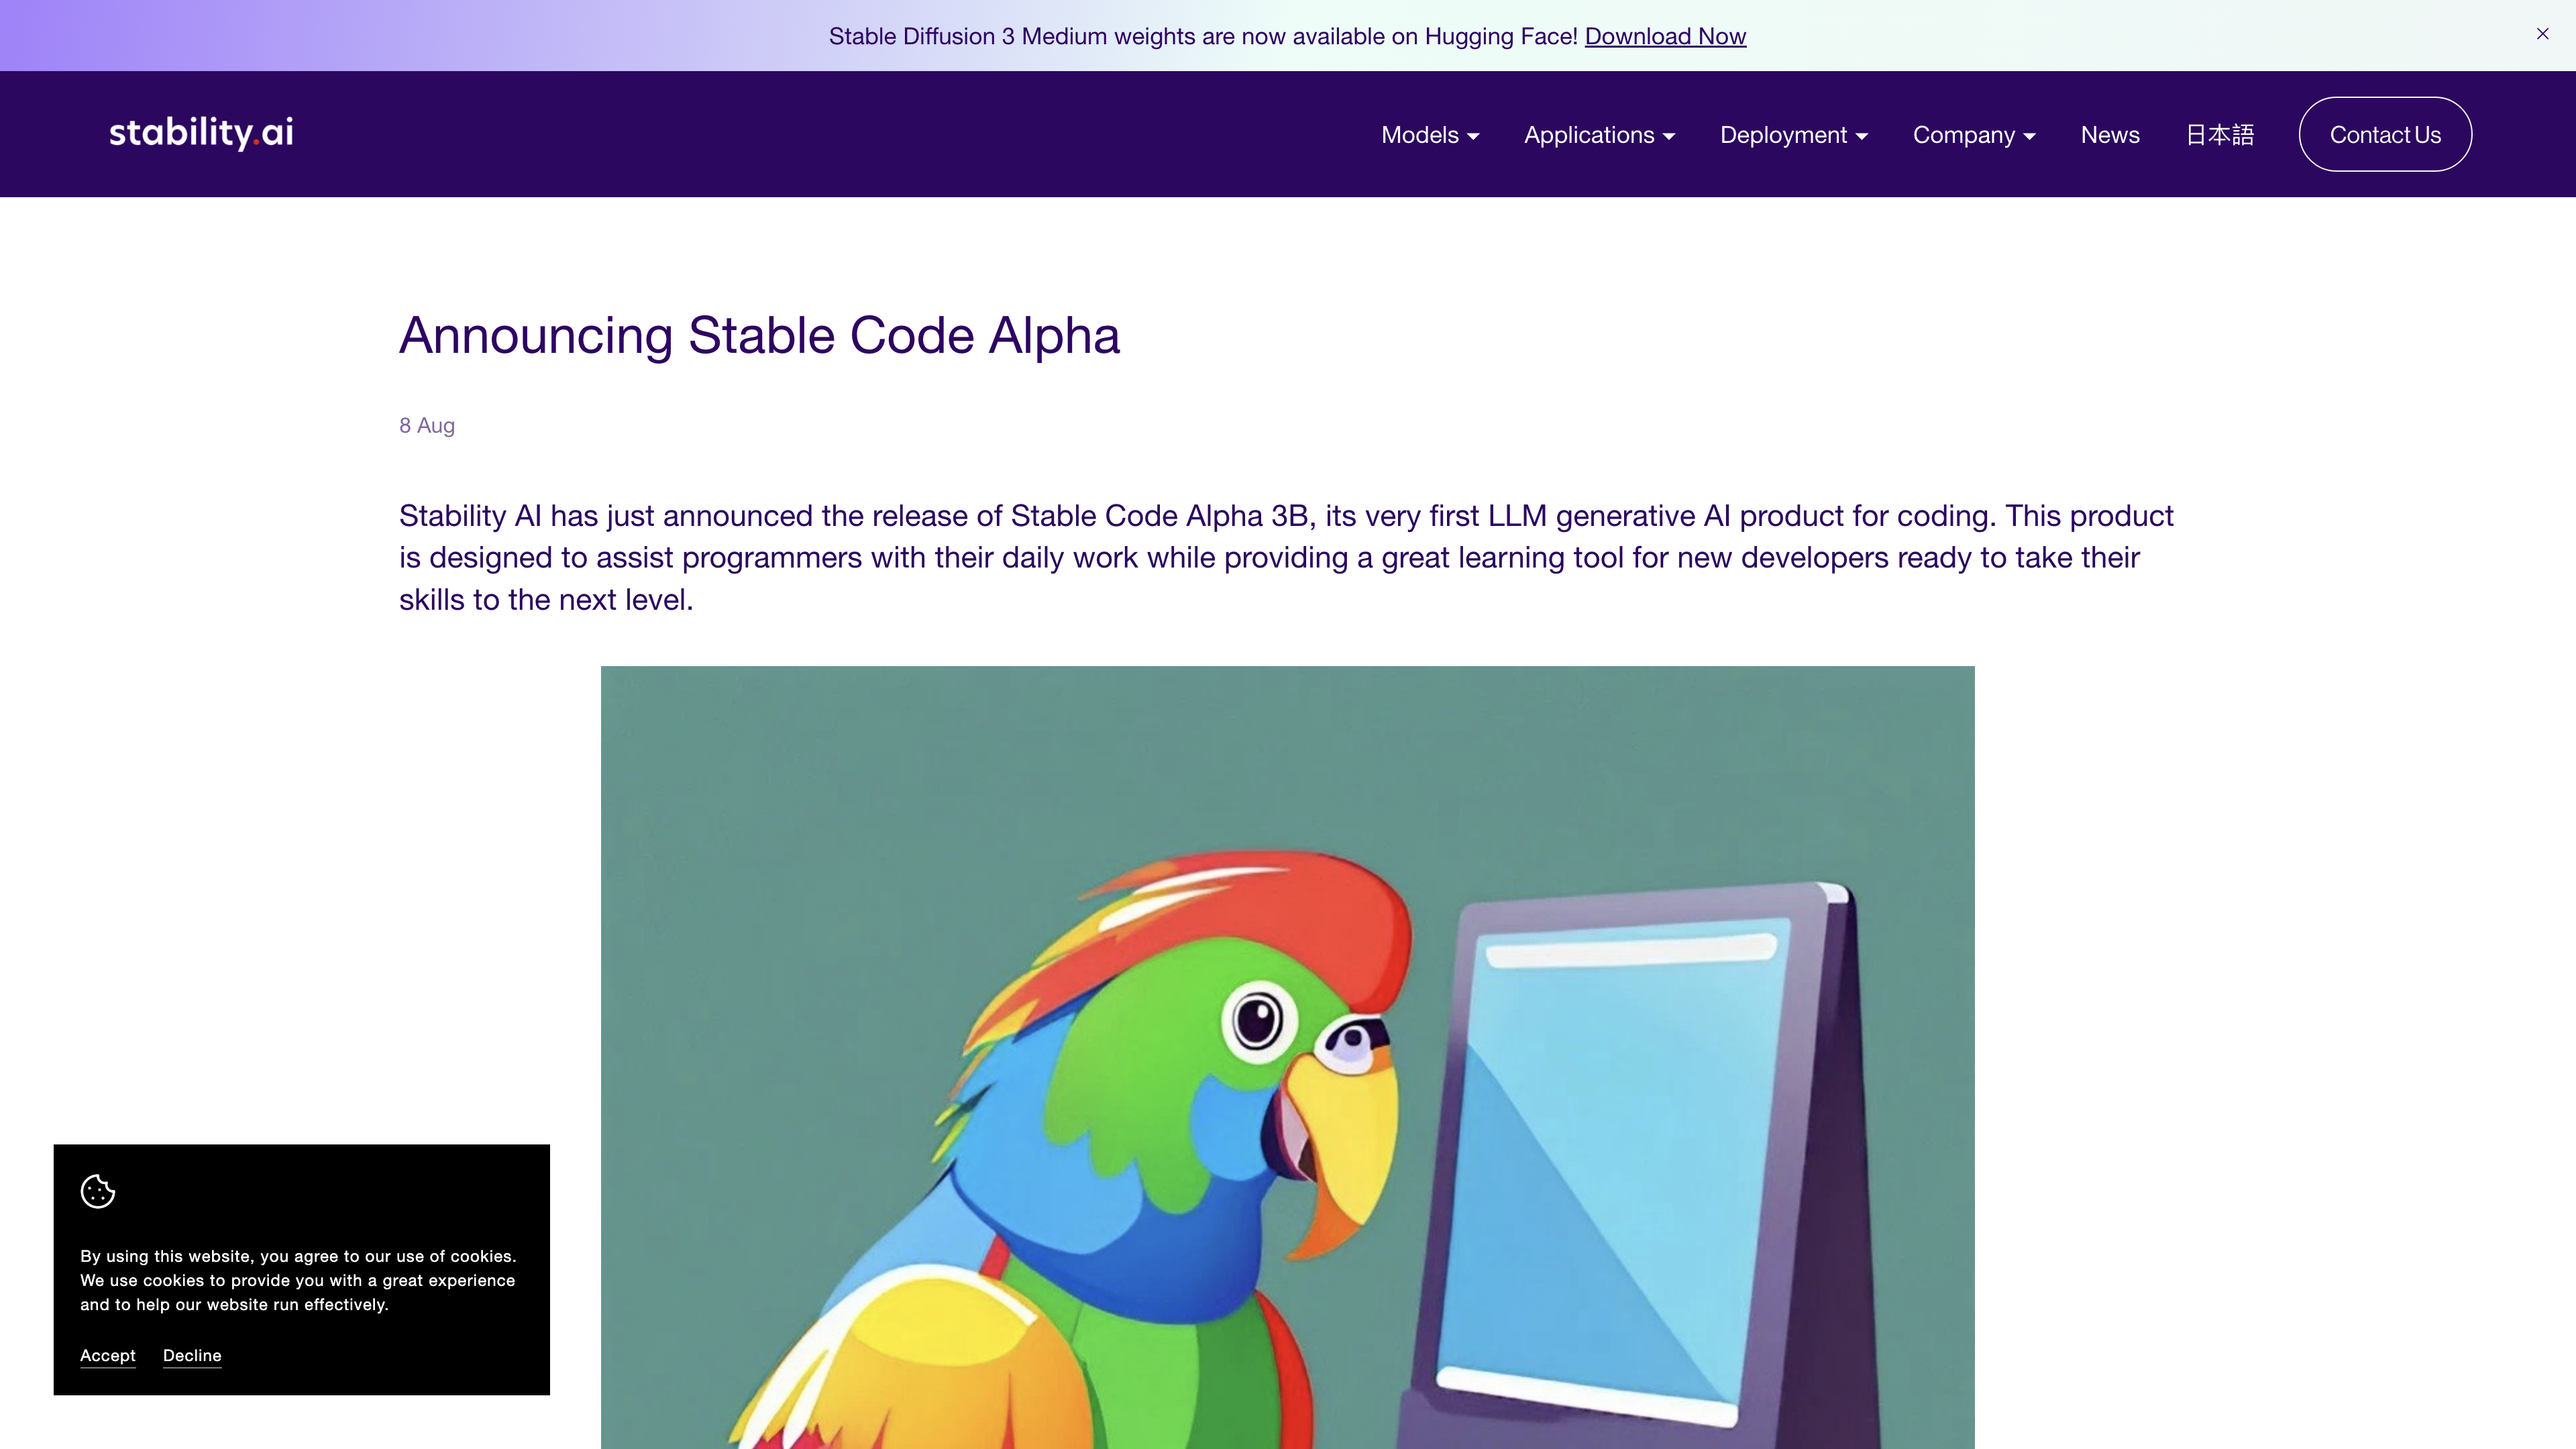 Stable Diffusion 3 Medium weights are now available on Hugging Face! Download Now
stability.ai
Models
Applications
Deployment
Company
News
日本語
Contact Us
Announcing Stable Code Alpha
8 Aug
Stability AI has just announced the release of Stable Code Alpha 3B, its very first LLM generative AI product for coding. This product
is designed to assist programmers with their daily work while providing a great learning tool for new developers ready to take their
skills to the next level.
By using this website, you agree to our use of cookies.
We use cookies to provide you with a great experience
and to help our website run effectively.
Accept
Decline